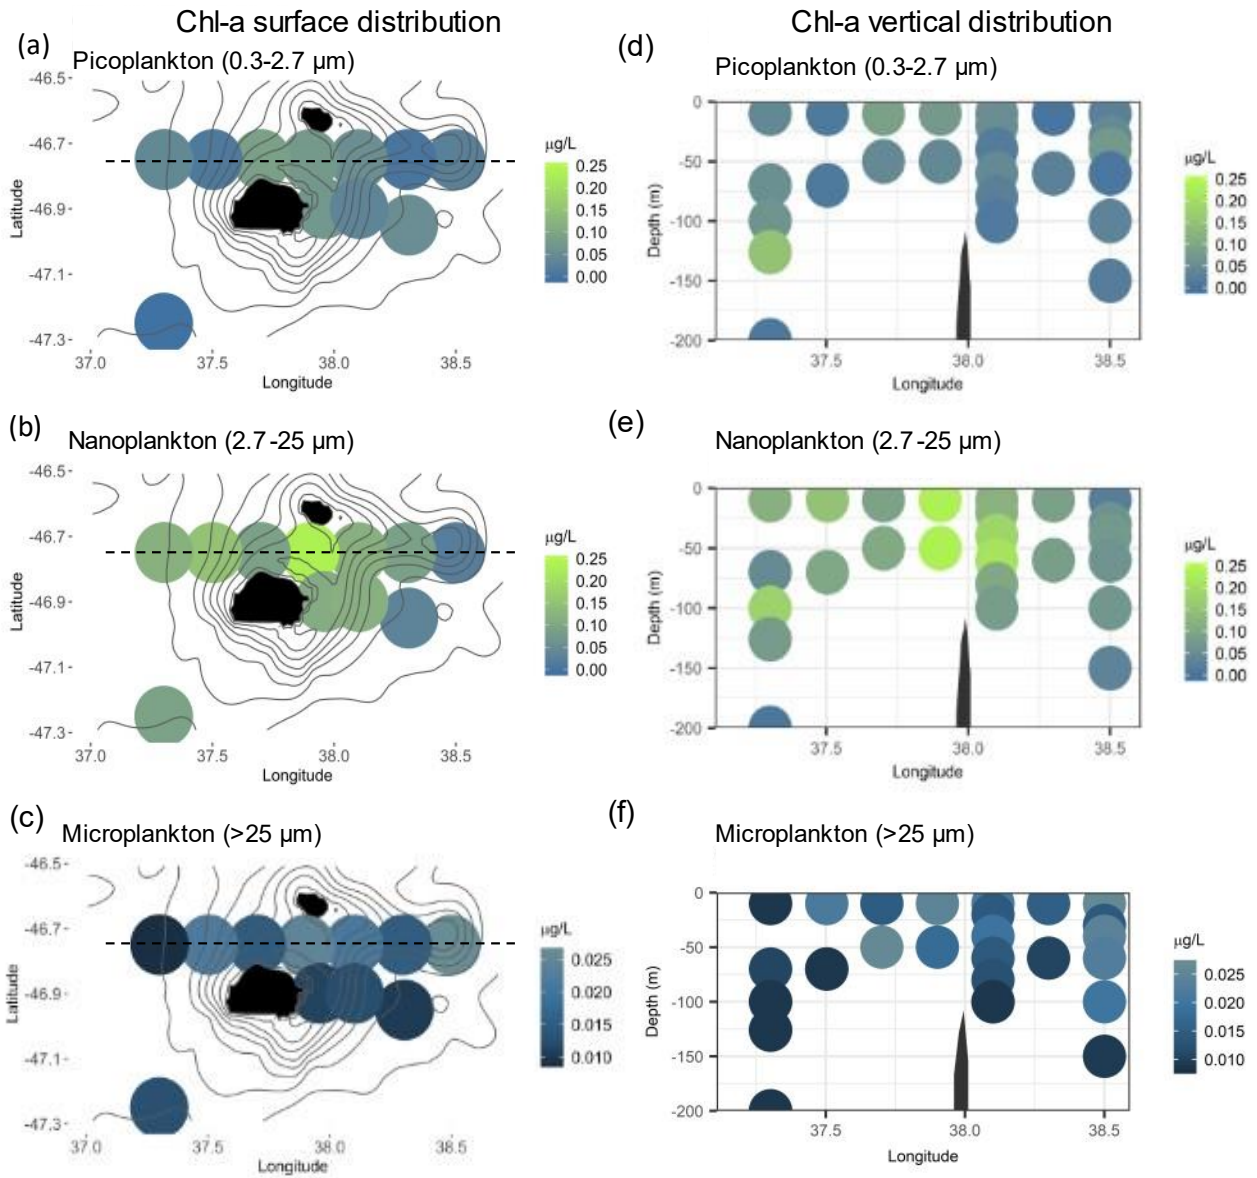 Chl-a surface distribution
Chl-a vertical distribution
(a)
Picoplankton (0.3-2.7 µm)
-46.5
-46.7
-46.9
-47.1
-47.3
Latitude
37.0
37.5
38.0
38.5
Longitude
µg/L
0.25
0.20
0.15
0.10
0.05
0.00
(d)
Picoplankton (0.3-2.7 µm)
0
-50
-100
-150
-200
Depth (m)
37.5
38.0
38.5
Longitude
µg/L
0.25
0.20
0.15
0.10
0.05
0.00
(b)
Nanoplankton (2.7-25 µm)
-46.5
-46.7
-46.9
-47.1
-47.3
Latitude
37.0
37.5
38.0
38.5
Longitude
µg/L
0.25
0.20
0.15
0.10
0.05
0.00
(e)
Nanoplankton (2.7-25 µm)
0
-50
-100
-150
-200
Depth (m)
37.5
38.0
38.5
Longitude
µg/L
0.25
0.20
0.15
0.10
0.05
0.00
(c)
Microplankton (>25 µm)
-46.5
-46.7
-46.9
-47.1
-47.3
Latitude
37.0
37.5
38.0
38.5
Longitude
µg/L
0.025
0.020
0.015
0.010
(f)
Microplankton (>25 µm)
0
-50
-100
-150
-200
Depth (m)
37.5
38.0
38.5
Longitude
µg/L
0.025
0.020
0.015
0.010